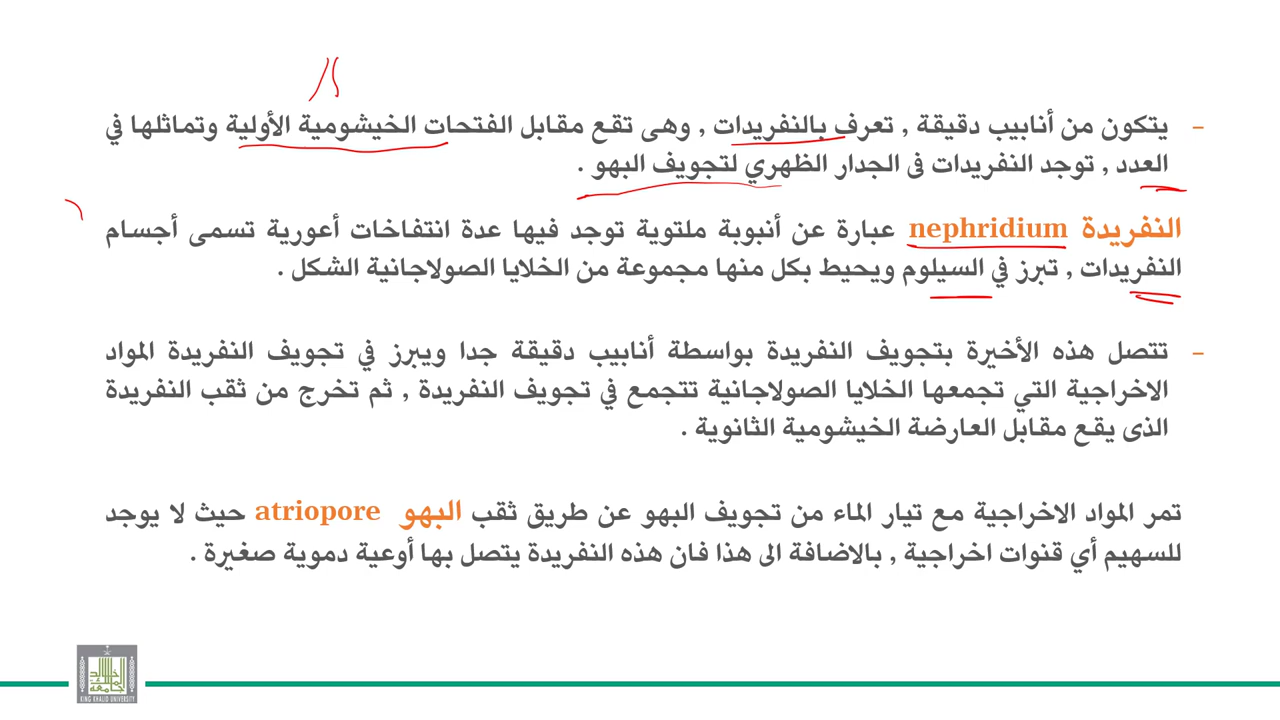 - يتكون من أنابيب دقيقة , تعرف بالنفريدات , وهى تقع مقابل الفتحات الخيشومية الأولية وتماثلها في
العدد , توجد النفريدات فى الجدار الظهري لتجويف البهو .
النفريدة nephridium عبارة عن أنبوبة ملتوية توجد فيها عدة انتفاخات أعورية تسمى أجسام
النفريدات , تبرز في السيلوم ويحيط بكل منها مجموعة من الخلايا الصولاجانية الشكل .
- تتصل هذه الأخيرة بتجويف النفريدة بواسطة أنابيب دقيقة جدا ويبرز في تجويف النفريدة المواد
الاخراجية التي تجمعها الخلايا الصولاجانية تتجمع في تجويف النفريدة , ثم تخرج من ثقب النفريدة
الذى يقع مقابل العارضة الخيشومية الثانوية .
تمر المواد الاخراجية مع تيار الماء من تجويف البهو عن طريق ثقب البهو atriopore حيث لا يوجد
للسهيم أي قنوات اخراجية , بالاضافة الى هذا فان هذه النفريدة يتصل بها أوعية دموية صغيرة .
KING KHALID UNIVERSITY